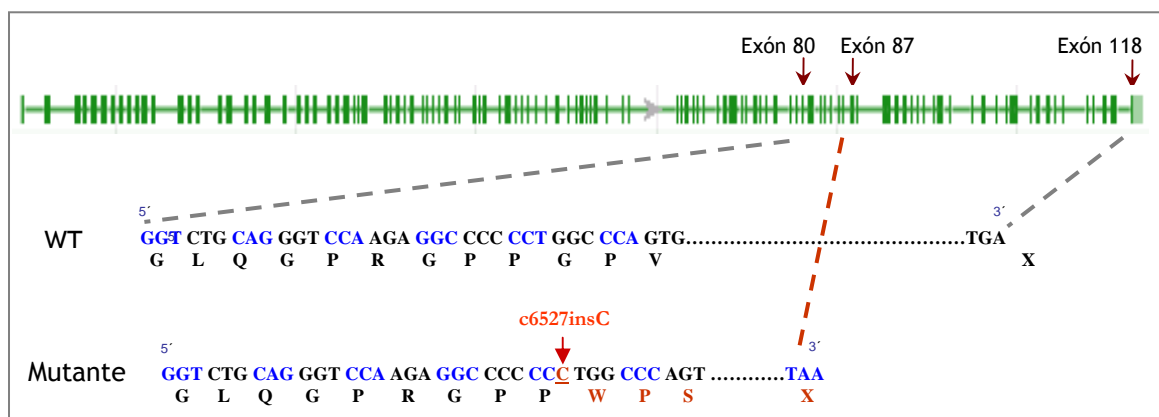 Exón 80 Exón 87 Exón 118
5´ 3´
WT GGT5´ CTG CAG GGT CCA AGA GGC CCC CCT GGC CCA GTG......................................TGA
G L Q G P R G P P G P V X
c6527insC
5´ 3´
Mutante GGT CTG CAG GGT CCA AGA GGC CCC CCC TGG CCC AGT ............TAA
G L Q G P R G P P W P S X